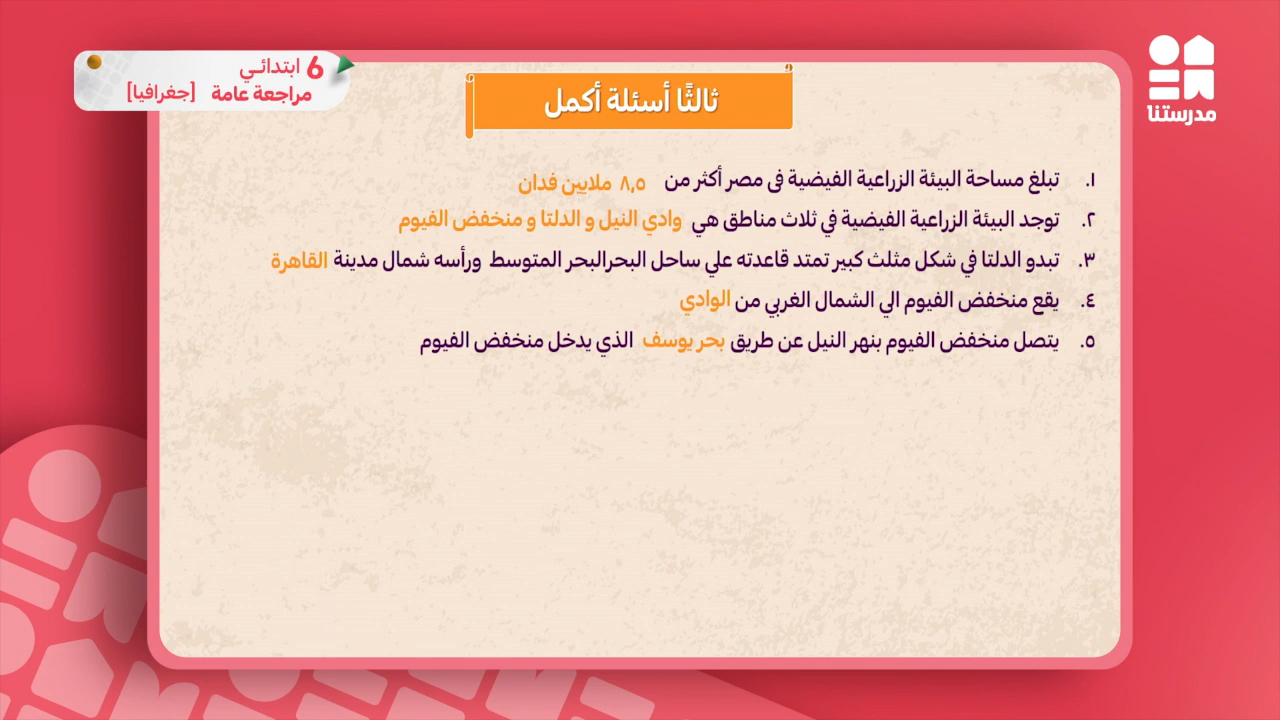 6 ابتدائي
مراجعة عامة [جغرافيا]
مدرستنا
ثالثًا أسئلة أكمل
١. تبلغ مساحة البيئة الزراعية الفيضية فى مصر أكثر من ٨,٥ ملايين فدان
٢. توجد البيئة الزراعية الفيضية في ثلاث مناطق هي وادي النيل و الدلتا و منخفض الفيوم
٣. تبدو الدلتا في شكل مثلث كبير تمتد قاعدته علي ساحل البحرالبحر المتوسط ورأسه شمال مدينة القاهرة
٤. يقع منخفض الفيوم الي الشمال الغربي من الوادي
٥. يتصل منخفض الفيوم بنهر النيل عن طريق بحر يوسف الذي يدخل منخفض الفيوم